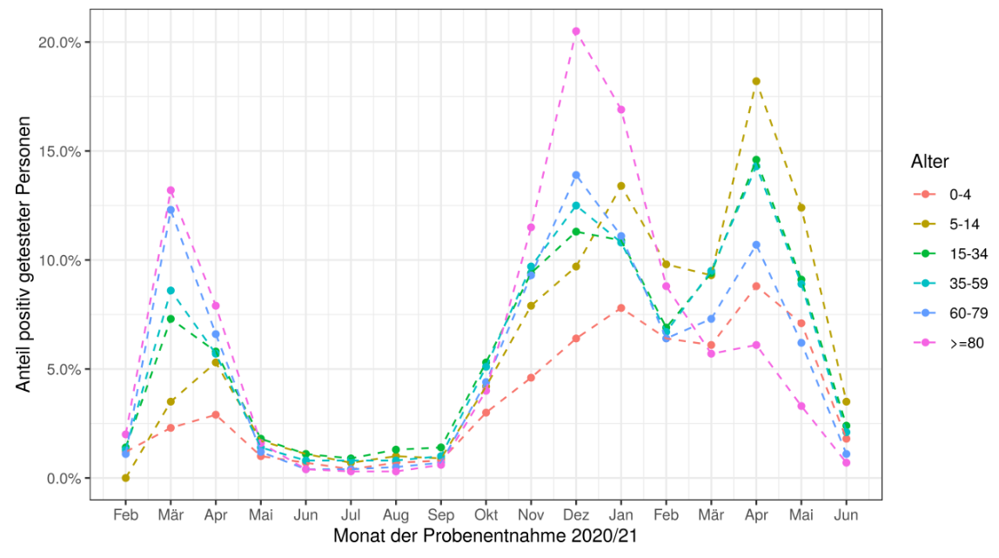 20.0%
15.0%
10.0%
5.0%
0.0%
Anteil positiv getesteter Personen
Feb Mär Apr Mai Jun Jul Aug Sep Okt Nov Dez Jan Feb Mär Apr Mai Jun
Monat der Probenentnahme 2020/21
Alter
0-4
5-14
15-34
35-59
60-79
>=80